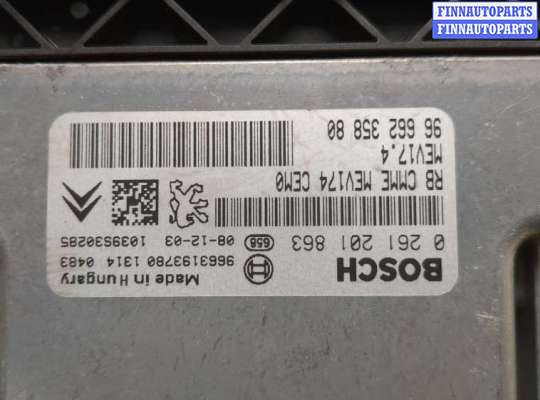 FINNAUTOPARTS
FINNAUTOPARTS
BOSCH
Made in Hungary
9663193780 1314 0483
0 261 201 863
658
08-12-03 1039S30285
RB CMME MEV174 CEM0
MEV17.4
96 662 358 80